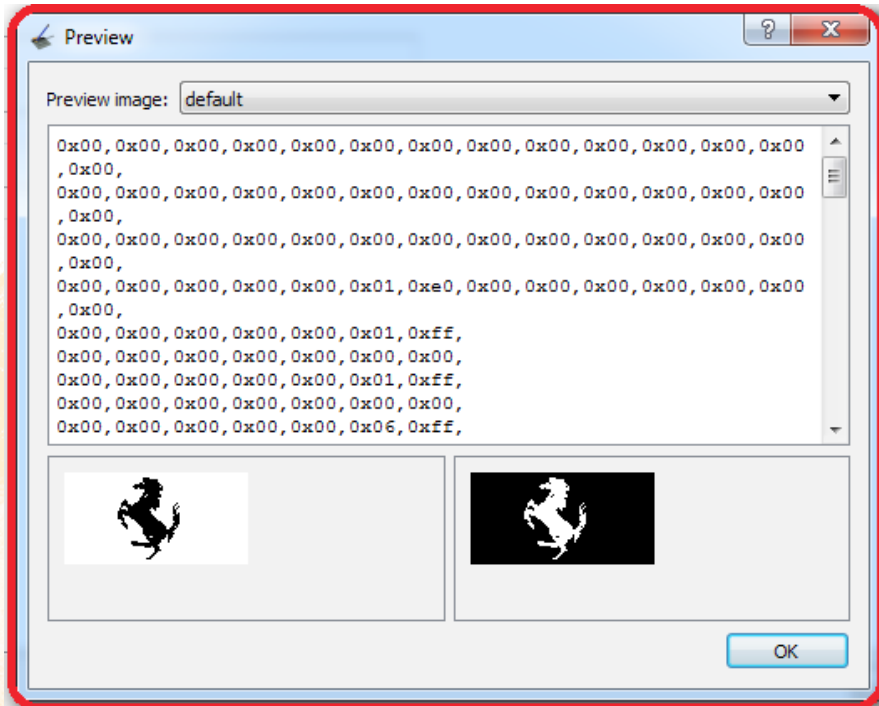 Preview
?
X
Preview image: default
0x00,0x00,0x00,0x00,0x00,0x00,0x00,0x00,0x00,0x00,0x00,0x00,0x00
,0x00,
0x00,0x00,0x00,0x00,0x00,0x00,0x00,0x00,0x00,0x00,0x00,0x00,0x00
,0x00,
0x00,0x00,0x00,0x00,0x00,0x00,0x00,0x00,0x00,0x00,0x00,0x00,0x00
,0x00,
0x00,0x00,0x00,0x00,0x00,0x01,0xe0,0x00,0x00,0x00,0x00,0x00,0x00
,0x00,
0x00,0x00,0x00,0x00,0x00,0x01,0xff,
0x00,0x00,0x00,0x00,0x00,0x00,0x00,
0x00,0x00,0x00,0x00,0x00,0x01,0xff,
0x00,0x00,0x00,0x00,0x00,0x00,0x00,
0x00,0x00,0x00,0x00,0x00,0x06,0xff,
OK